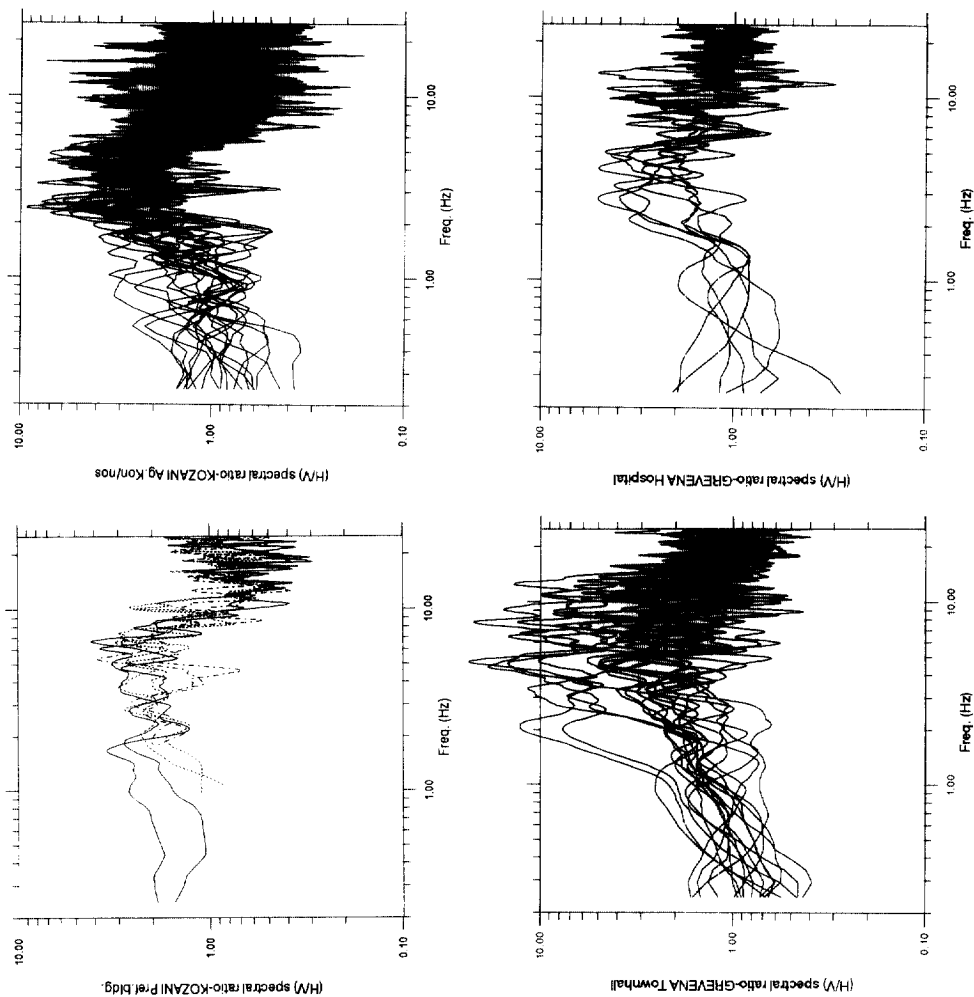 (H/V) spectral ratio-KOZANI Pref.bldg.
10.00
1.00
0.10
1.00
10.00
Freq. (Hz)
(H/V) spectral ratio-KOZANI Ag.Kon/nos
10.00
1.00
0.10
1.00
10.00
Freq. (Hz)
(H/V) spectral ratio-GREVENA Townhall
10.00
1.00
0.10
1.00
10.00
Freq. (Hz)
(H/V) spectral ratio-GREVENA Hospital
10.00
1.00
0.10
1.00
10.00
Freq. (Hz)